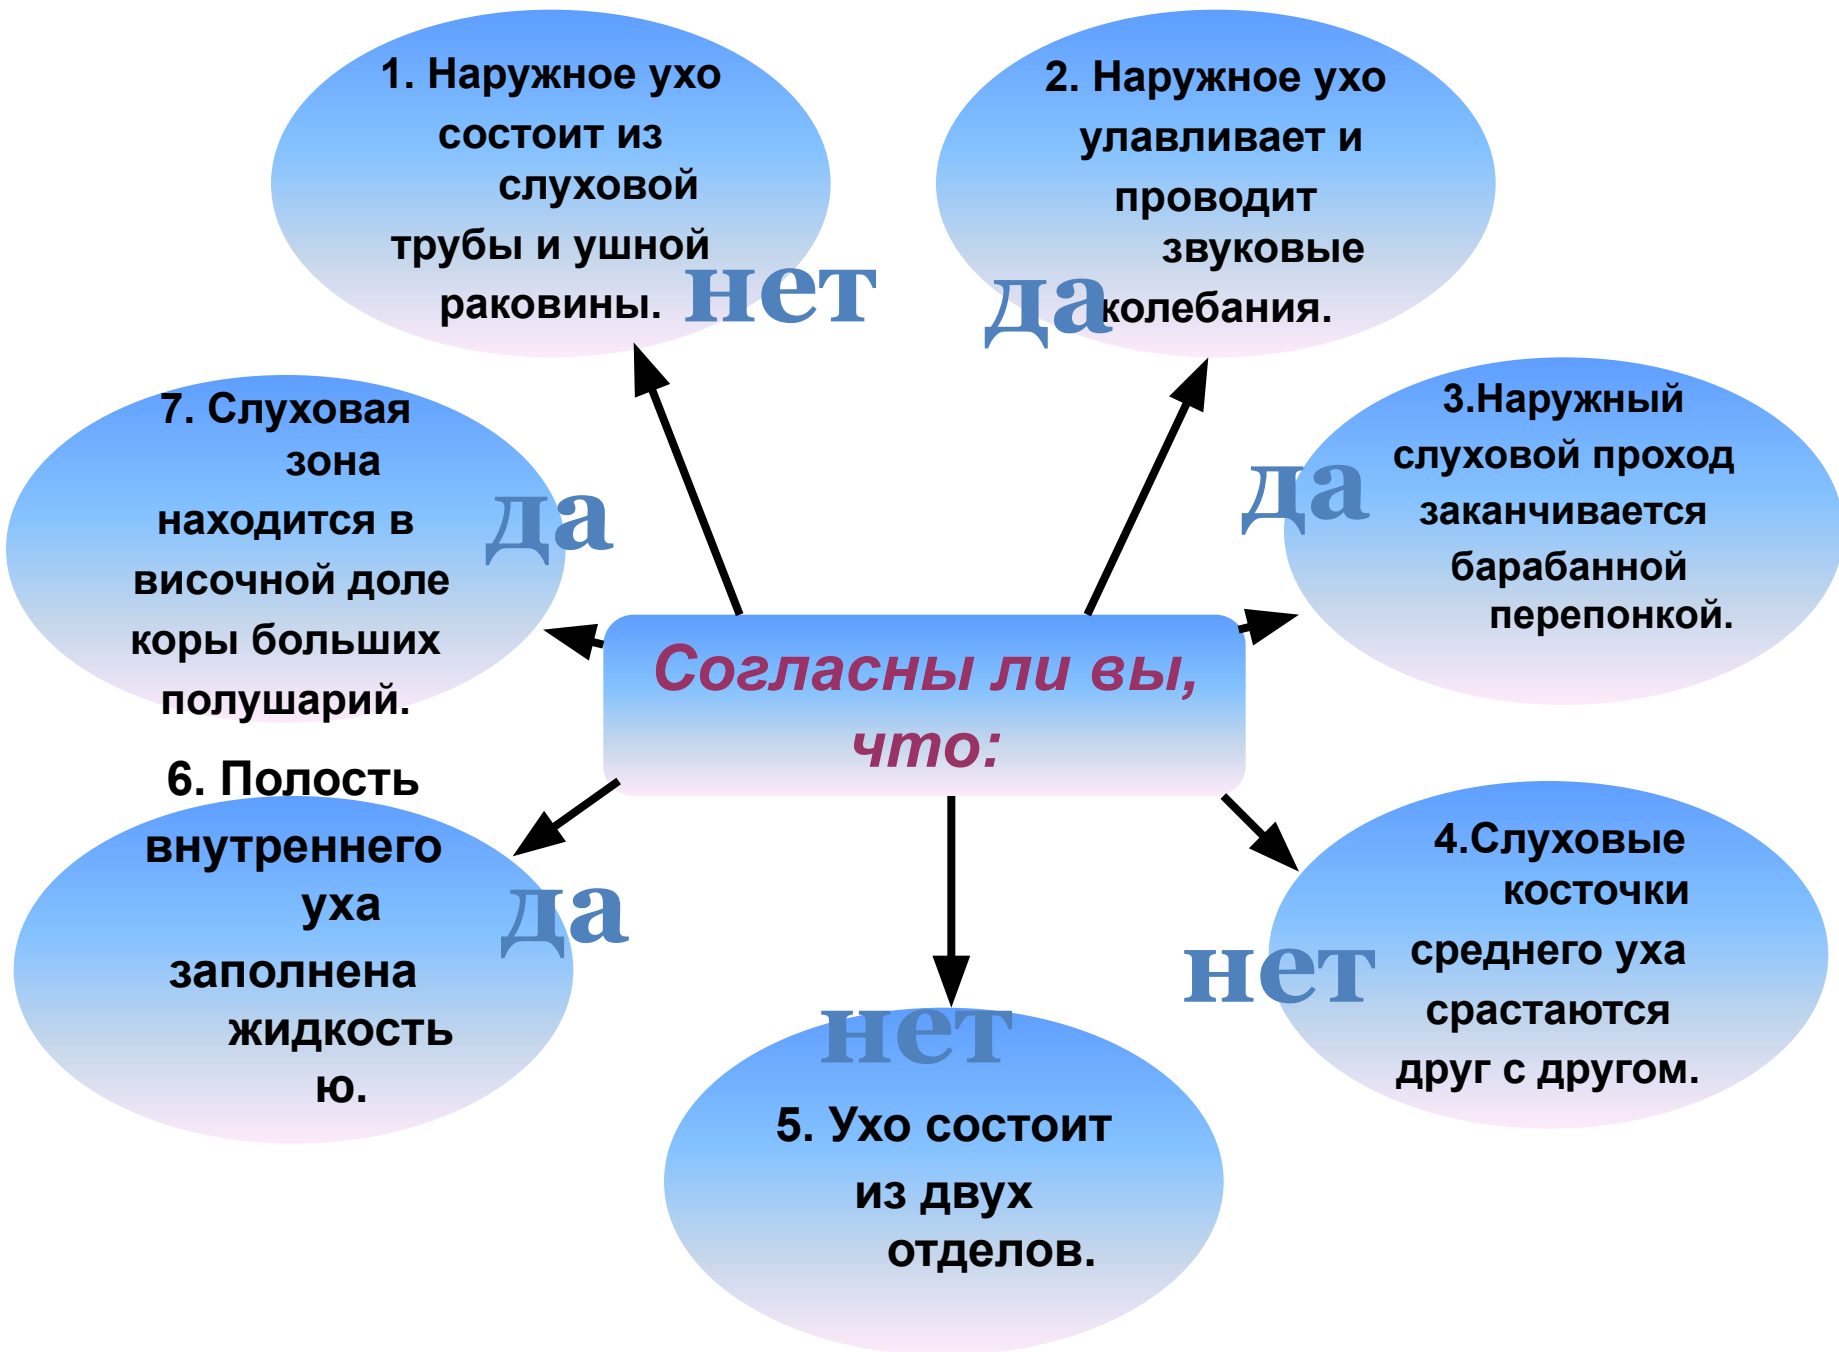 1. Наружное ухо
состоит из
слуховой
трубы и ушной
раковины.
нет
2. Наружное ухо
улавливает и
проводит
звуковые
колебания.
да
3.Наружный
слуховой проход
заканчивается
барабанной
перепонкой.
да
7. Слуховая
зона
находится в
височной доле
коры больших
полушарий.
да
Согласны ли вы,
что:
6. Полость
внутреннего
уха
заполнена
жидкость
ю.
да
4.Слуховые
косточки
среднего уха
срастаются
друг с другом.
нет
нет
5. Ухо состоит
из двух
отделов.